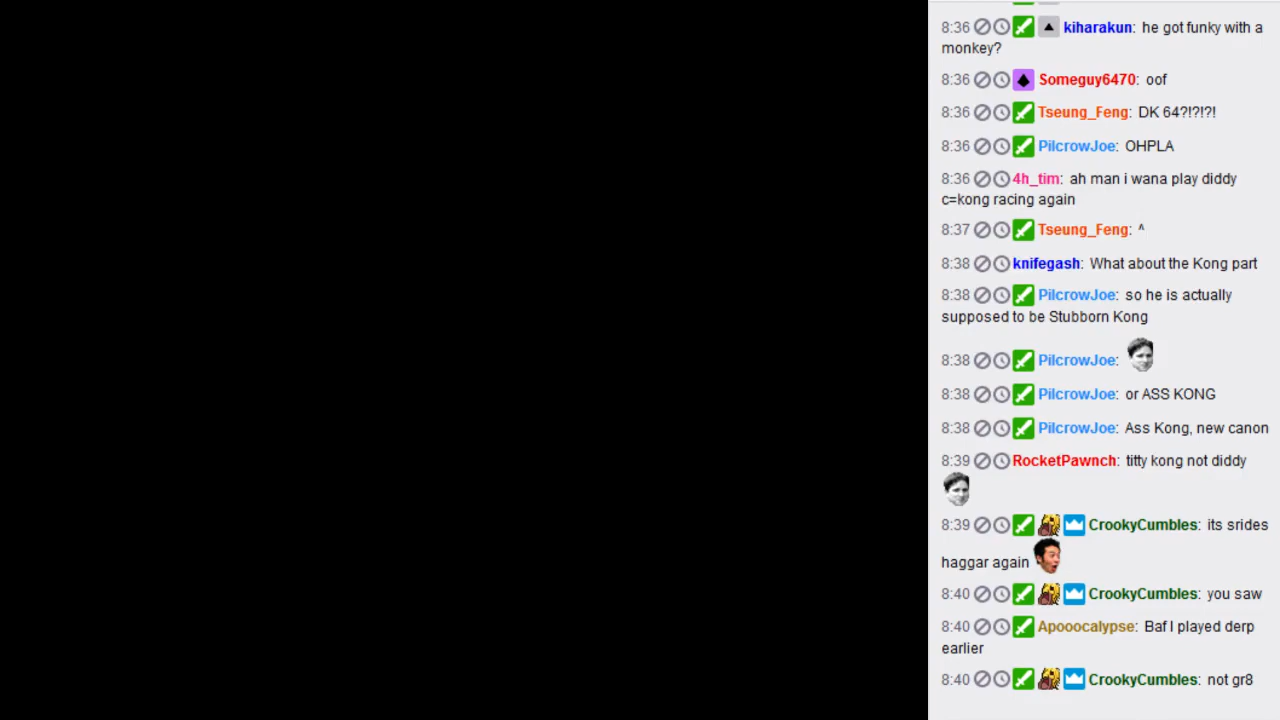 8:36 kiharakun: he got funky with a
monkey?
8:36 Someguy6470: oof
8:36 Tseung_Feng: DK 64?!?!?!
8:36 PilcrowJoe: OHPLA
8:36 4h_tim: ah man i wana play diddy
c=kong racing again
8:37 Tseung_Feng: ^
8:38 knifegash: What about the Kong part
8:38 PilcrowJoe: so he is actually
supposed to be Stubborn Kong
8:38 PilcrowJoe:
8:38 PilcrowJoe: or ASS KONG
8:38 PilcrowJoe: Ass Kong, new canon
8:39 RocketPawnch: titty kong not diddy
8:39 CrookyCumbles: its srides
haggar again
8:40 CrookyCumbles: you saw
8:40 Apooocalypse: Baf I played derp
earlier
8:40 CrookyCumbles: not gr8